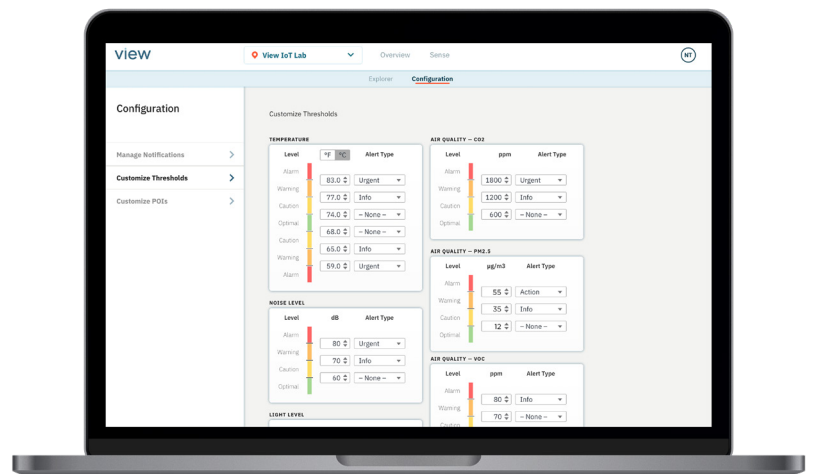 view
View IoT Lab
Overview
Sense
NT
Explorer
Configuration
Configuration
Manage Notifications
Customize Thresholds
Customize POIs
Customize Thresholds
TEMPERATURE
Level °F °C Alert Type
Alarm
83.0 Urgent
Warning
77.0 Info
Caution
74.0 – None –
Optimal
68.0 – None –
Caution
65.0 Info
Warning
59.0 Urgent
Alarm
NOISE LEVEL
Level dB Alert Type
Alarm
80 Urgent
Warning
70 Info
Caution
60 – None –
Optimal
LIGHT LEVEL
AIR QUALITY – CO2
Level ppm Alert Type
Alarm
1800 Urgent
Warning
1200 Info
Caution
600 – None –
Optimal
AIR QUALITY – PM2.5
Level µg/m3 Alert Type
Alarm
55 Action
Warning
35 Info
Caution
12 – None –
Optimal
AIR QUALITY – VOC
Level ppm Alert Type
Alarm
80 Info
Warning
70 – None –
Caution